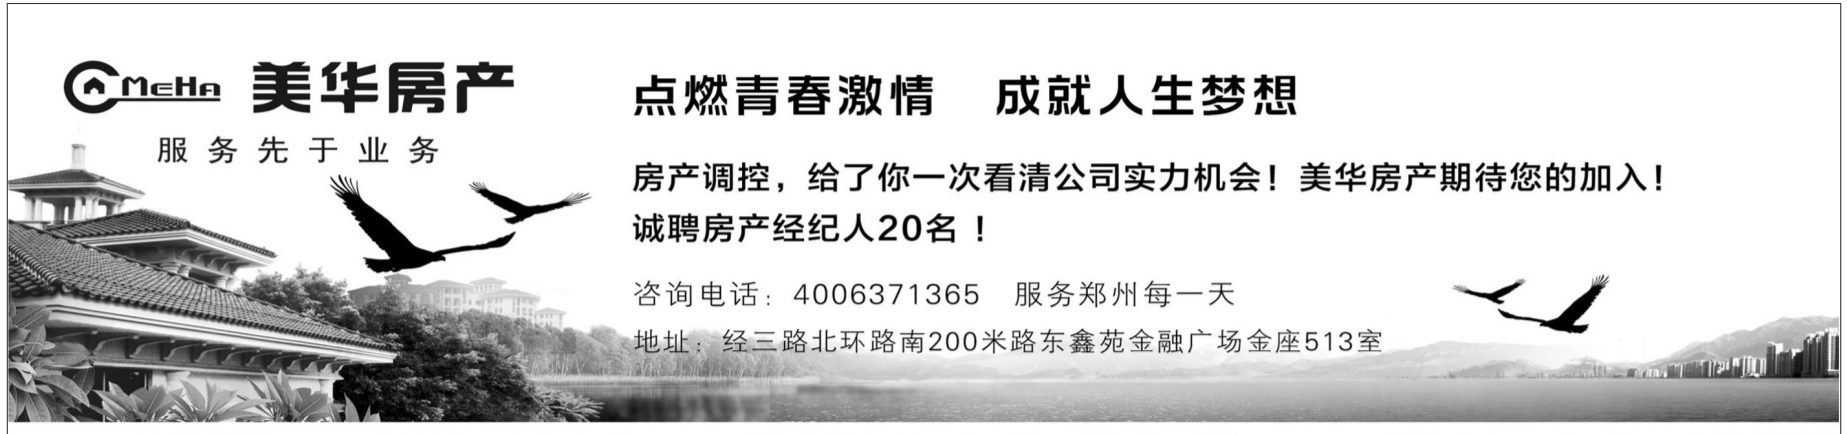 MeHa 美华房产
服务先于业务
点燃青春激情 成就人生梦想
房产调控，给了你一次看清公司实力机会！美华房产期待您的加入！
诚聘房产经纪人20名！
咨询电话：4006371365 服务郑州每一天
地址：经三路北环路南200米路东鑫苑金融广场金座513室